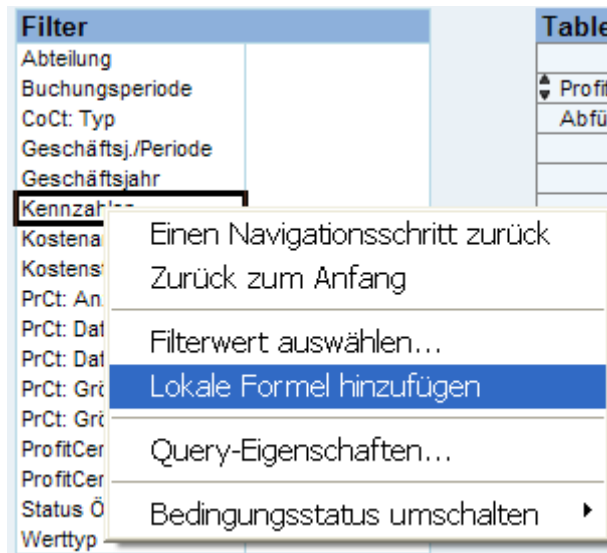 Filter
Table
Abteilung
Buchungsperiode
Profit
CoCt: Typ
Abfü
Geschäftsj./Periode
Geschäftsjahr
Kennzahlen
Kostena
Kostenst
PrCt: An
PrCt: Dat
PrCt: Dat
PrCt: Grö
PrCt: Grö
ProfitCer
ProfitCer
Status Ö
Werttyp
Einen Navigationsschritt zurück
Zurück zum Anfang
Filterwert auswählen...
Lokale Formel hinzufügen
Query-Eigenschaften...
Bedingungsstatus umschalten